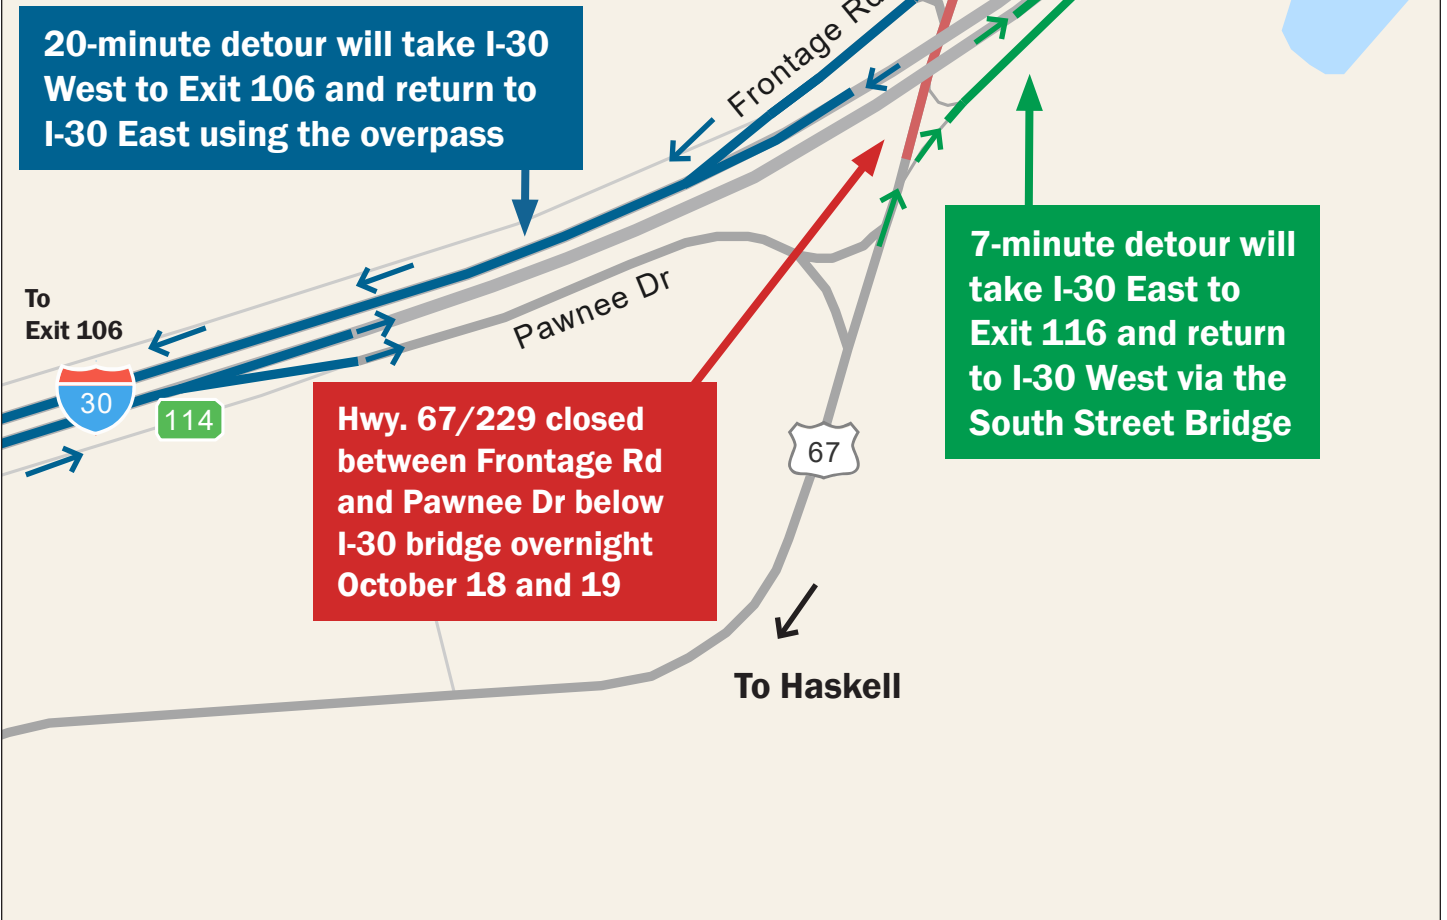 Frontage Rd
20-minute detour will take I-30
West to Exit 106 and return to
I-30 East using the overpass
7-minute detour will
take I-30 East to
Exit 116 and return
to I-30 West via the
South Street Bridge
Pawnee Dr
To
Exit 106
30
114
Hwy. 67/229 closed
between Frontage Rd
and Pawnee Dr below
I-30 bridge overnight
October 18 and 19
67
To Haskell